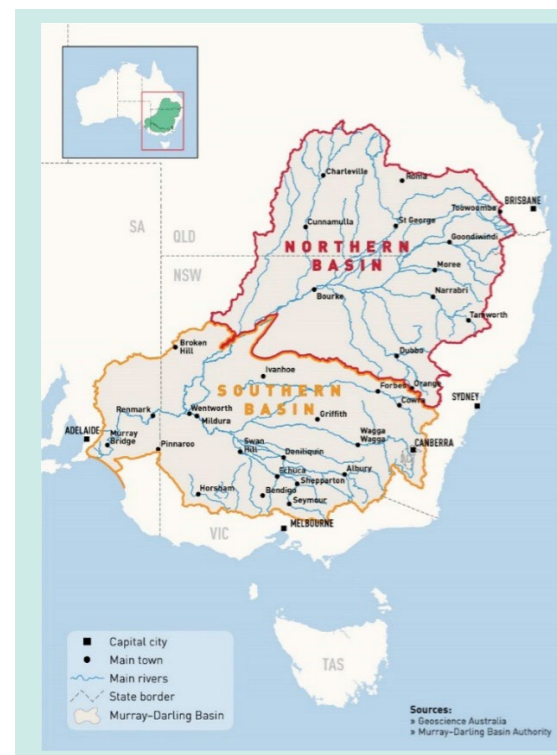 Charleville
Roma
Toowoomba
BRISBANE
Cunnamulla
St George
SA
QLD
Goondiwindi
NORTHERN
BASIN
NSW
Moree
Bourke
Narrabri
Tamworth
Broken
Hill
Dubbo
Ivanhoe
Orange
Forbes
SOUTHERN
BASIN
Cowra
SYDNEY
Renmark
Wentworth
Mildura
Griffith
ADELAIDE
Murray
Bridge
Pinnaroo
Swan
Hill
Deniliquin
Wagga
Wagga
CANBERRA
Echuca
Albury
Shepparton
Horsham
Bendigo
Seymour
VIC
MELBOURNE
TAS
Capital city
Main town
Main rivers
State border
Murray–Darling Basin
Sources:
» Geoscience Australia
» Murray–Darling Basin Authority